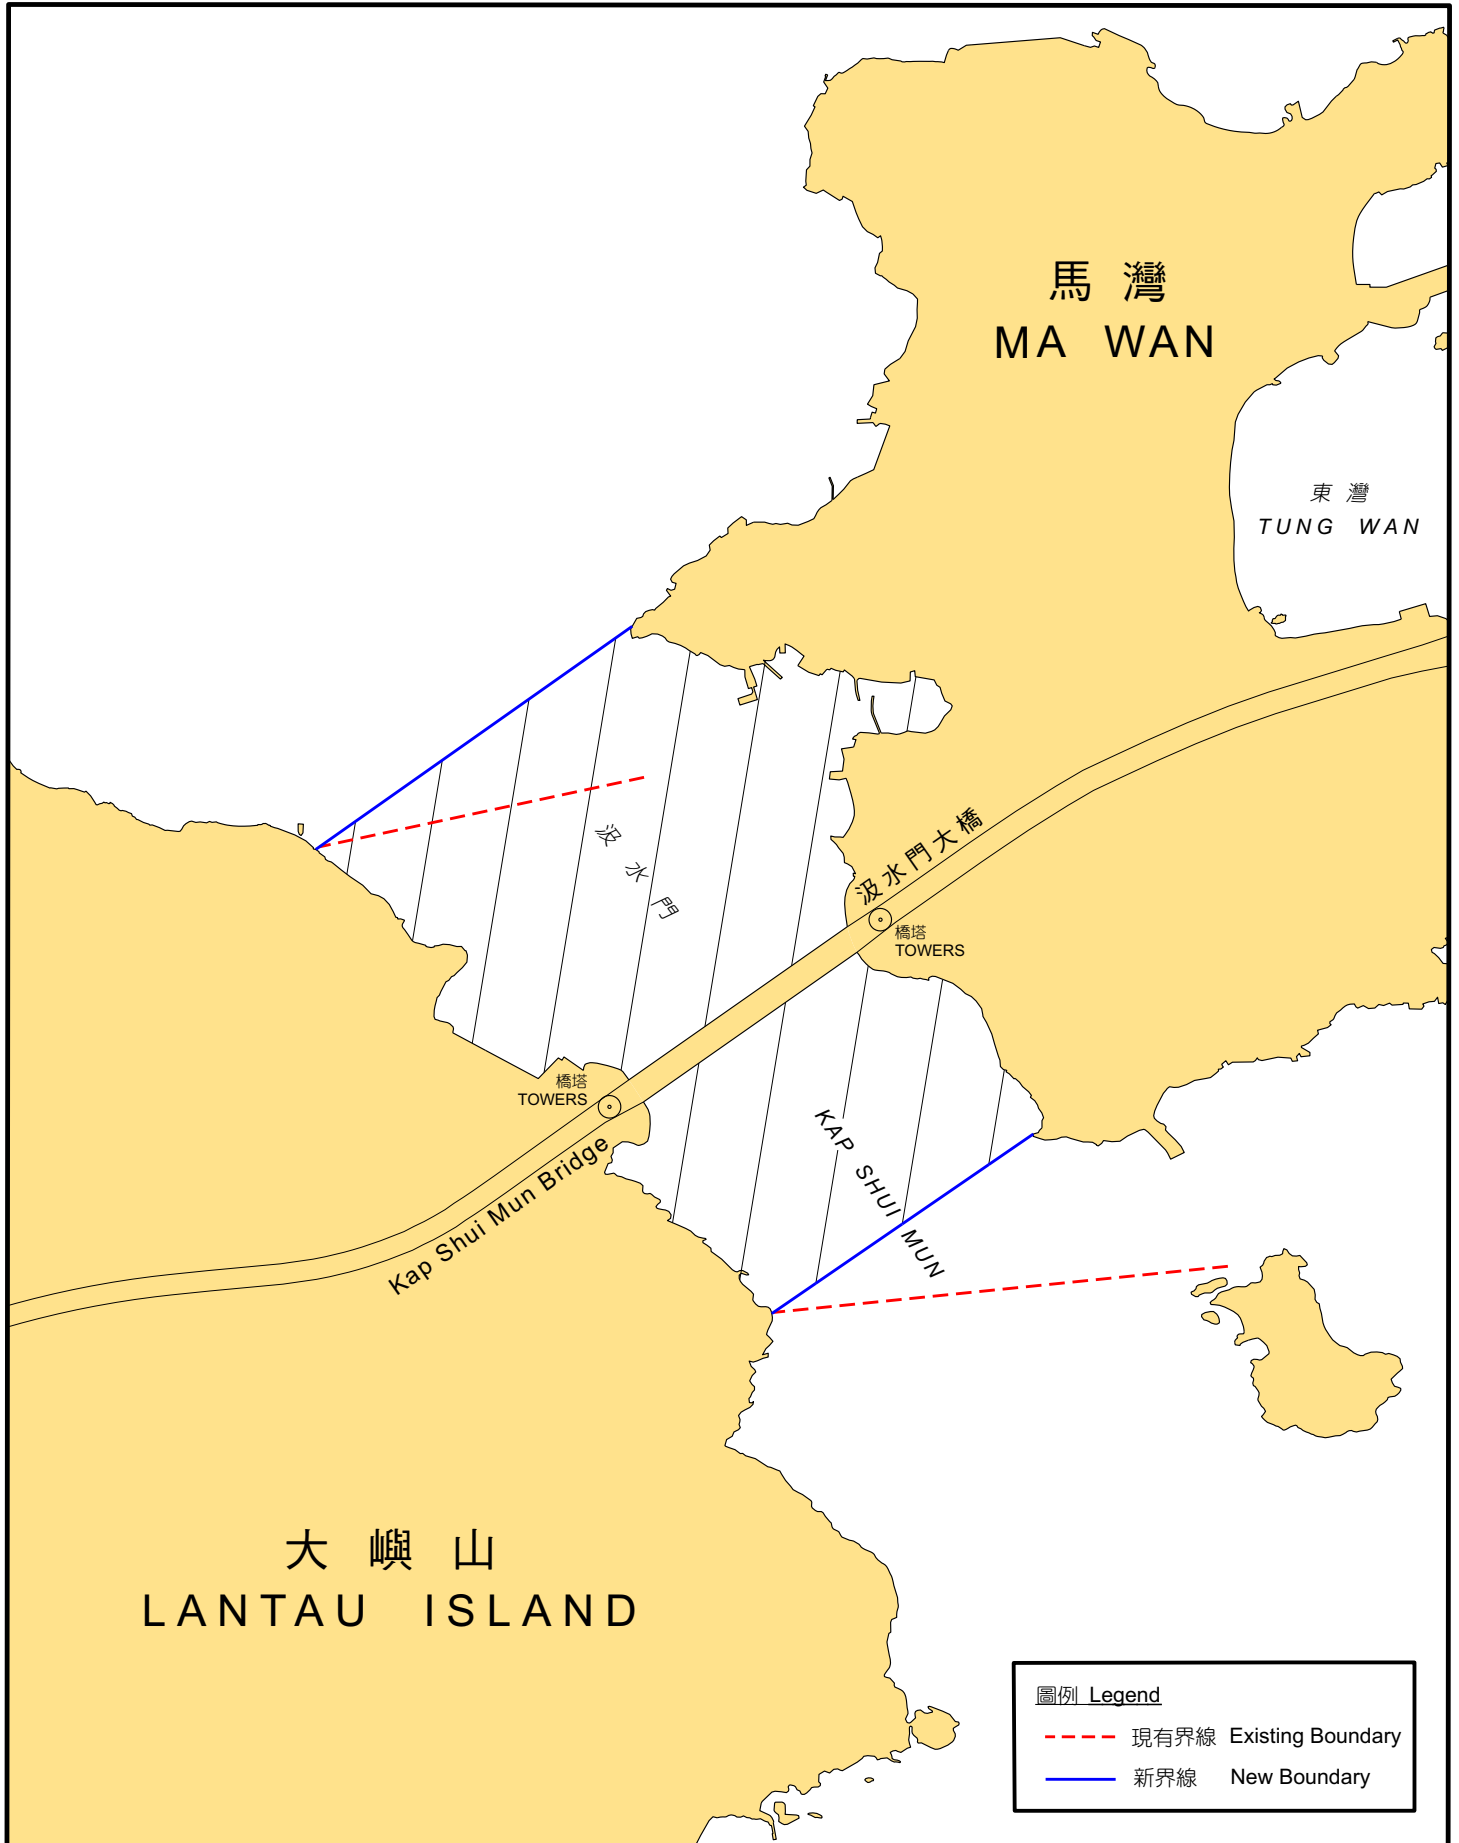 馬 灣
MA WAN
東 灣
TUNG WAN
汲水門
汲水門大橋
橋塔
TOWERS
橋塔
TOWERS
Kap Shui Mun Bridge
KAP SHUI MUN
大 嶼 山
LANTAU ISLAND
圖例 Legend
現有界線 Existing Boundary
新界線 New Boundary